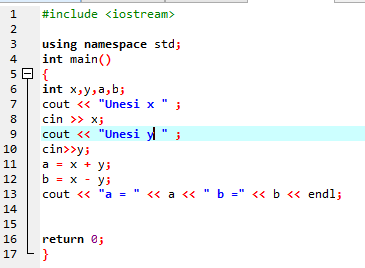 1 #include <iostream>
2
3 using namespace std;
4 int main()
5 {
6 int x,y,a,b;
7 cout << "Unesi x " ;
8 cin >> x;
9 cout << "Unesi y " ;
10 cin>>y;
11 a = x + y;
12 b = x - y;
13 cout << "a = " << a << " b =" << b << endl;
14
15
16 return 0;
17 }